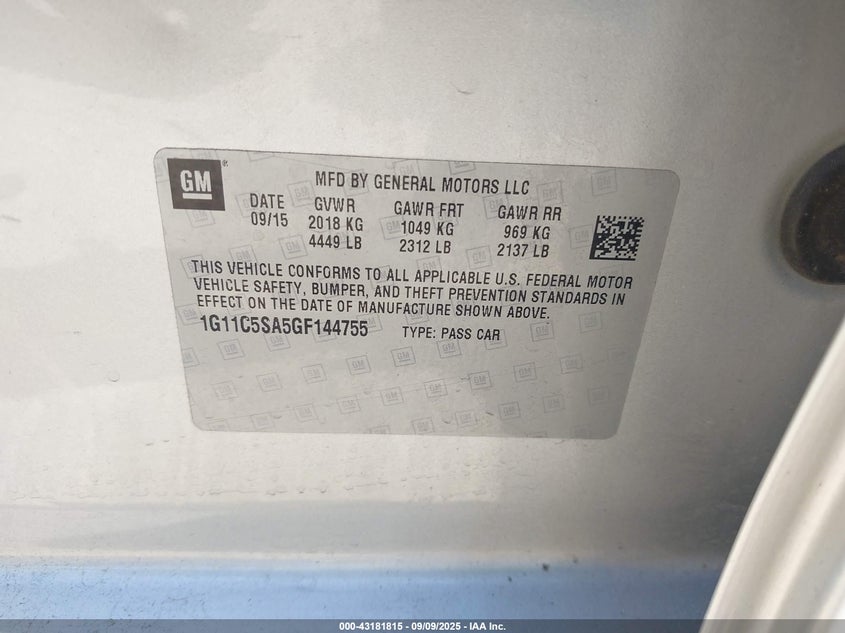 GM ®
MFD BY GENERAL MOTORS LLC
DATE GVWR GAWR FRT GAWR RR
09/15 2018 KG 1049 KG 969 KG
4449 LB 2312 LB 2137 LB
THIS VEHICLE CONFORMS TO ALL APPLICABLE U.S. FEDERAL MOTOR
VEHICLE SAFETY, BUMPER, AND THEFT PREVENTION STANDARDS IN
EFFECT ON THE DATE OF MANUFACTURE SHOWN ABOVE.
1G11C5SA5GF144755 TYPE: PASS CAR
000-43181815 / 09/09/2025 - IAA Inc.